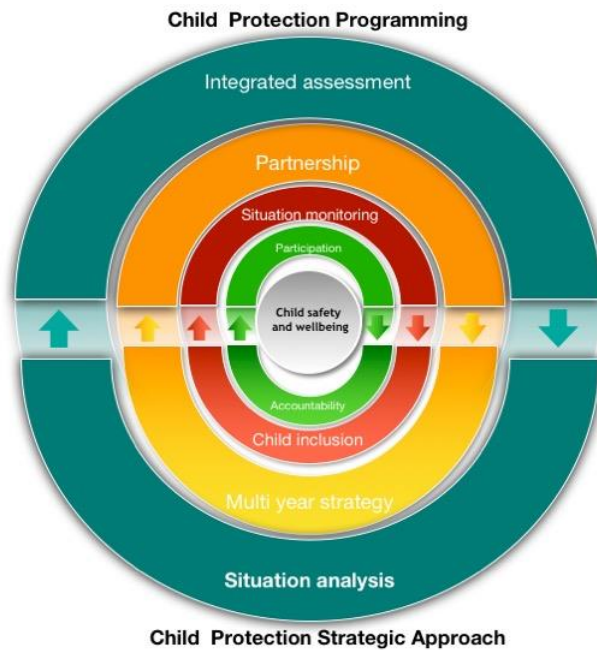 Child Protection Programming
Integrated assessment
Partnership
Situation monitoring
Participation
Child safety
and wellbeing
Accountability
Child inclusion
Multi year strategy
Situation analysis
Child Protection Strategic Approach